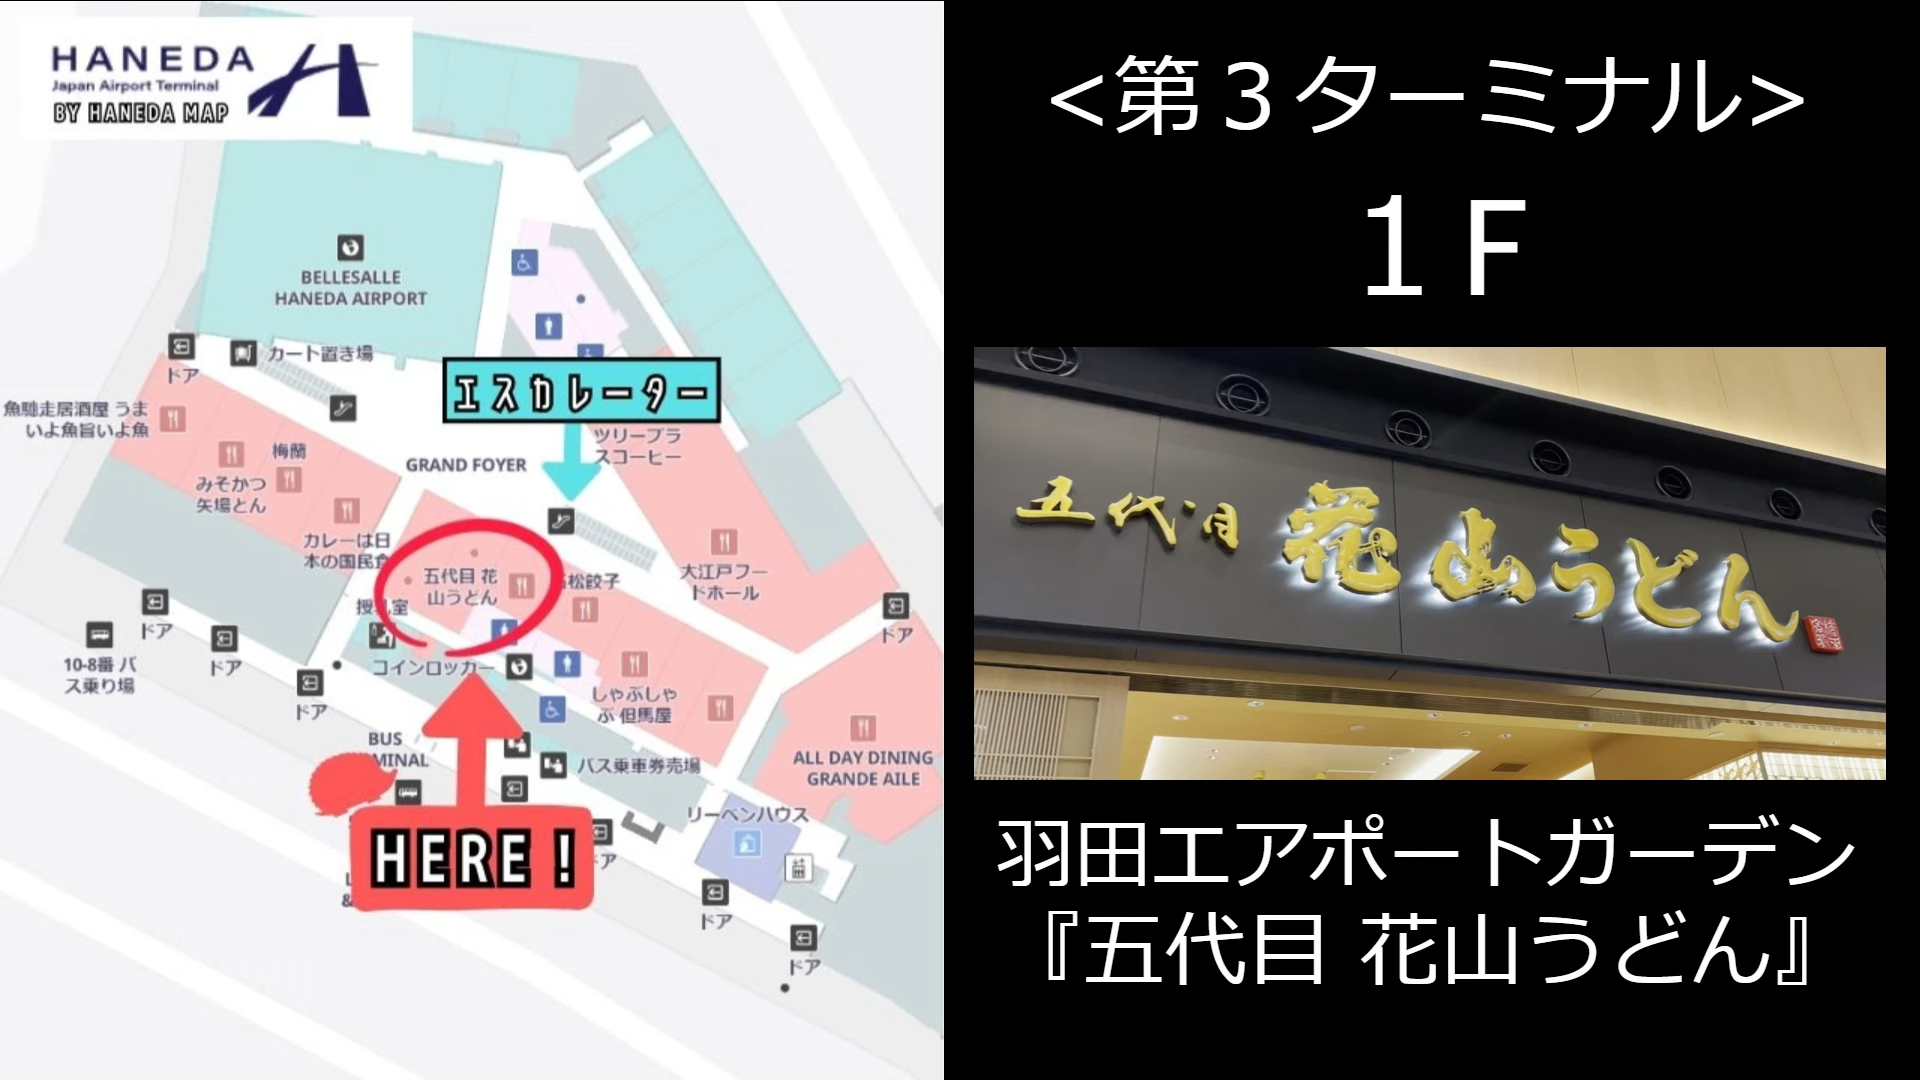 HANEDA
Japan Airport Terminal
BY HANEDA MAP
BELLESALLE
HANEDA AIRPORT
カート置き場
ドア
魚馳走居酒屋 うま
いよ魚旨いよ魚
梅蘭
みそかつ
矢場とん
カレーは日
本の国民食
GRAND FOYER
エスカレーター
ツリープラ
スコーヒー
五代目 花
山うどん
松餃子
大江戸フー
ドホール
授乳室
コインロッカー
ドア
ドア
ドア
ドア
10-8番 バ
ス乗り場
しゃぶしゃ
ぶ 但馬屋
BUS
MINAL
バス乗車券売場
ALL DAY DINING
GRANDE AILE
リーベンハウス
HERE !
ドア
ドア
ドア
<第３ターミナル>
１F
五代目 花山うどん
羽田エアポートガーデン
『五代目 花山うどん』